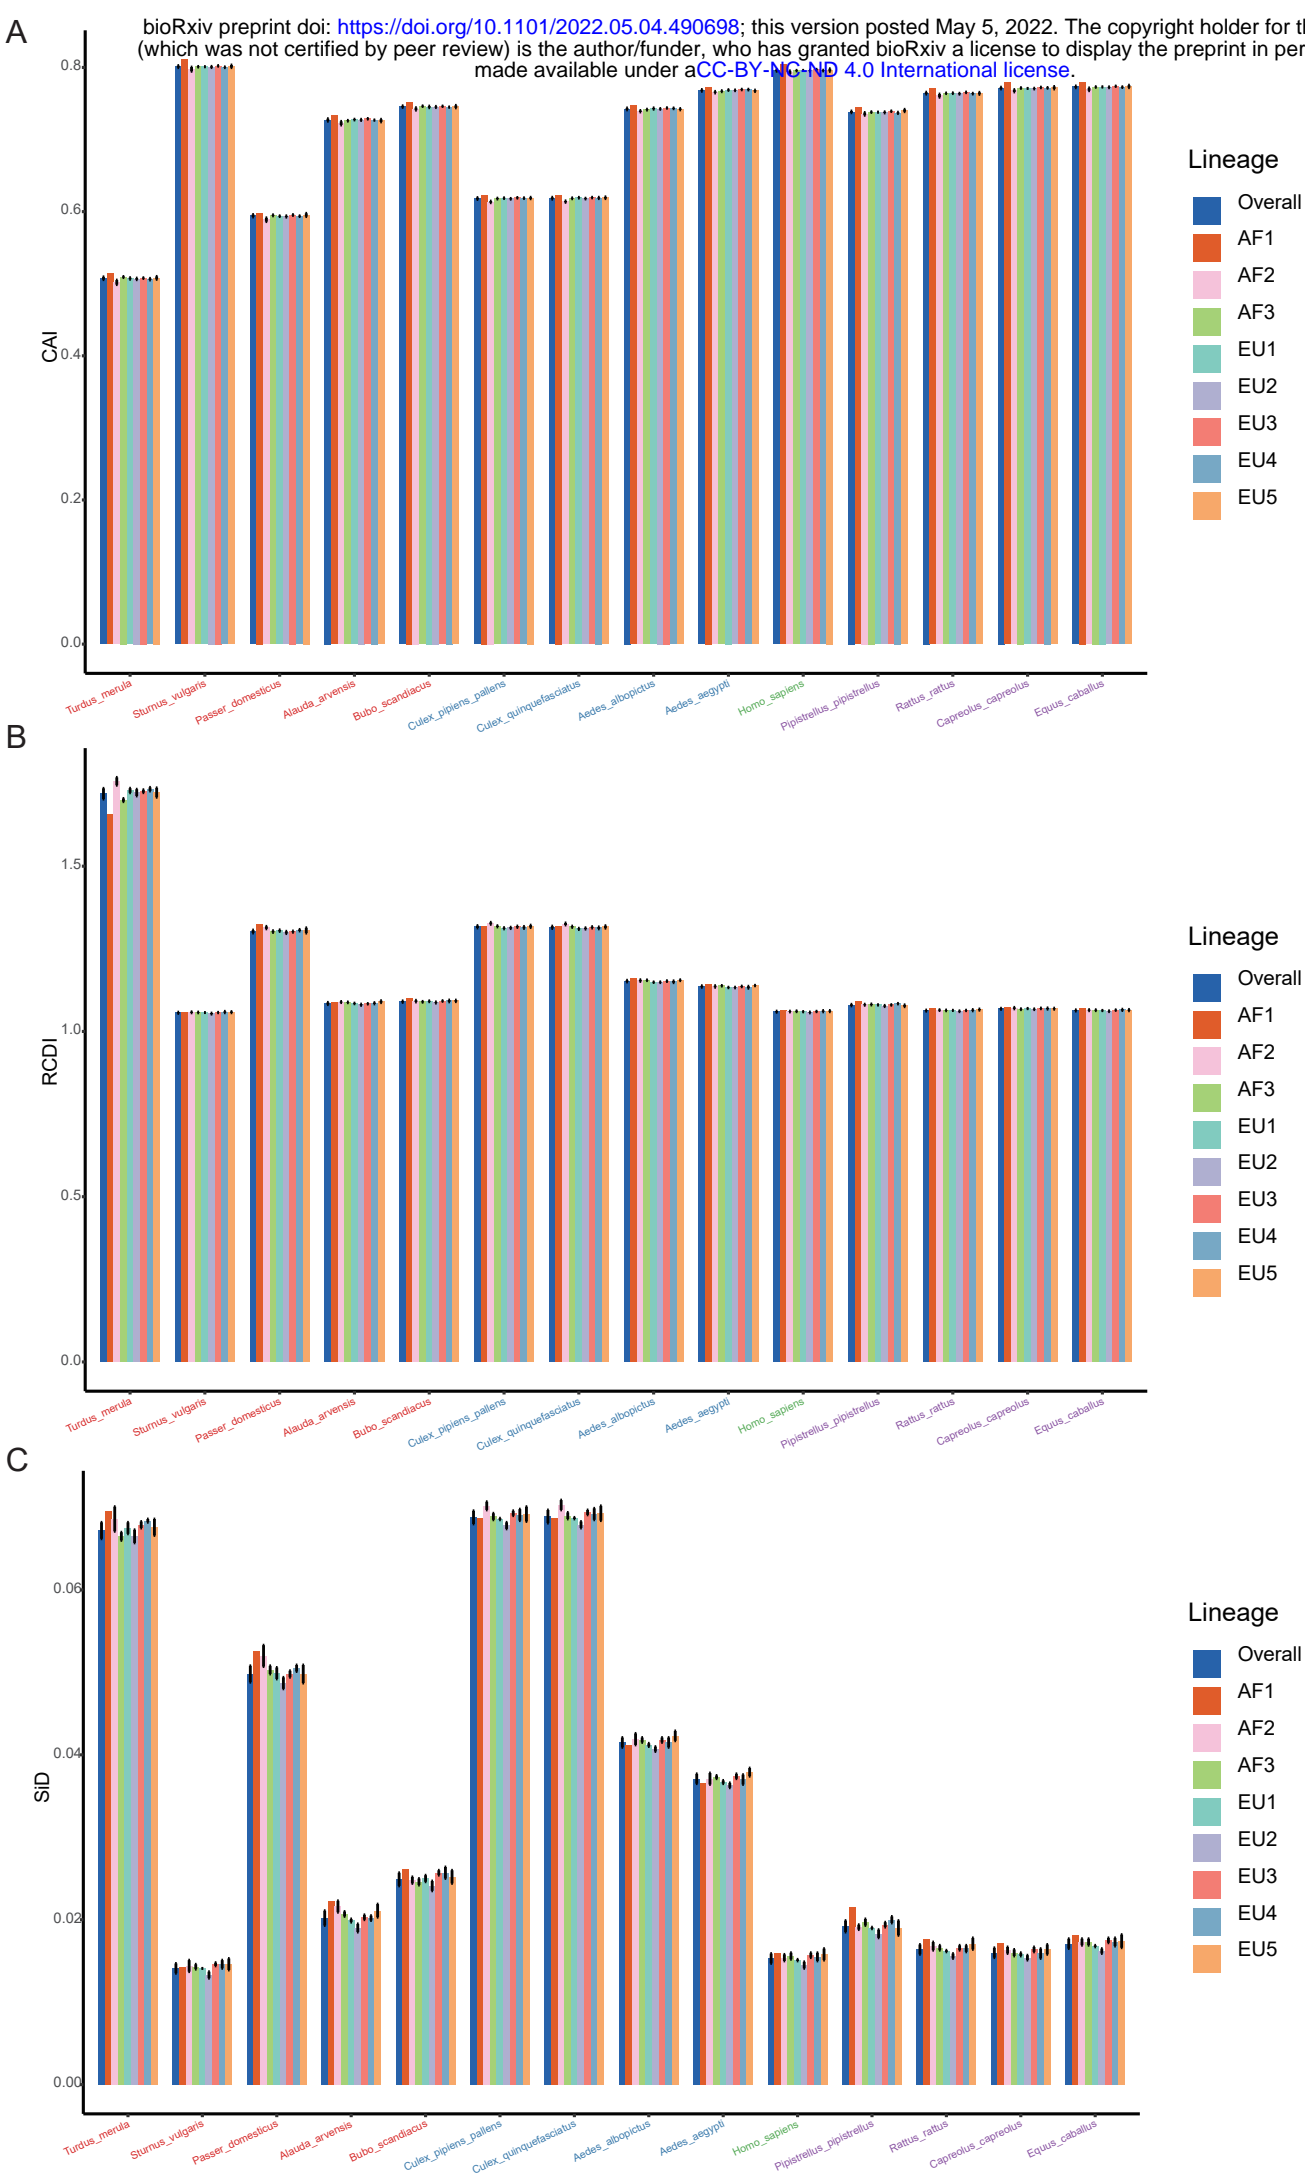 bioRxiv preprint doi: https://doi.org/10.1101/2022.05.04.490698; this version posted May 5, 2022. The copyright holder for
(which was not certified by peer review) is the author/funder, who has granted bioRxiv a license to display the preprint in
made available under aCC-BY-NC-ND 4.0 International license.
A
0.8
0.6
0.4
0.2
0.0
CAI
Turdus_merula
Sturnus_vulgaris
Passer_domesticus
Alauda_arvensis
Bubo_scandiacus
Culex_pipiens_pallens
Culex_quinquefasciatus
Aedes_albopictus
Aedes_aegypti
Homo_sapiens
Pipistrellus_pipistrellus
Rattus_rattus
Capreolus_capreolus
Equus_caballus
Lineage
Overall
AF1
AF2
AF3
EU1
EU2
EU3
EU4
EU5
B
1.5
1.0
0.5
0.0
RCDI
Turdus_merula
Sturnus_vulgaris
Passer_domesticus
Alauda_arvensis
Bubo_scandiacus
Culex_pipiens_pallens
Culex_quinquefasciatus
Aedes_albopictus
Aedes_aegypti
Homo_sapiens
Pipistrellus_pipistrellus
Rattus_rattus
Capreolus_capreolus
Equus_caballus
Lineage
Overall
AF1
AF2
AF3
EU1
EU2
EU3
EU4
EU5
C
0.06
0.04
0.02
0.00
SiD
Turdus_merula
Sturnus_vulgaris
Passer_domesticus
Alauda_arvensis
Bubo_scandiacus
Culex_pipiens_pallens
Culex_quinquefasciatus
Aedes_albopictus
Aedes_aegypti
Homo_sapiens
Pipistrellus_pipistrellus
Rattus_rattus
Capreolus_capreolus
Equus_caballus
Lineage
Overall
AF1
AF2
AF3
EU1
EU2
EU3
EU4
EU5